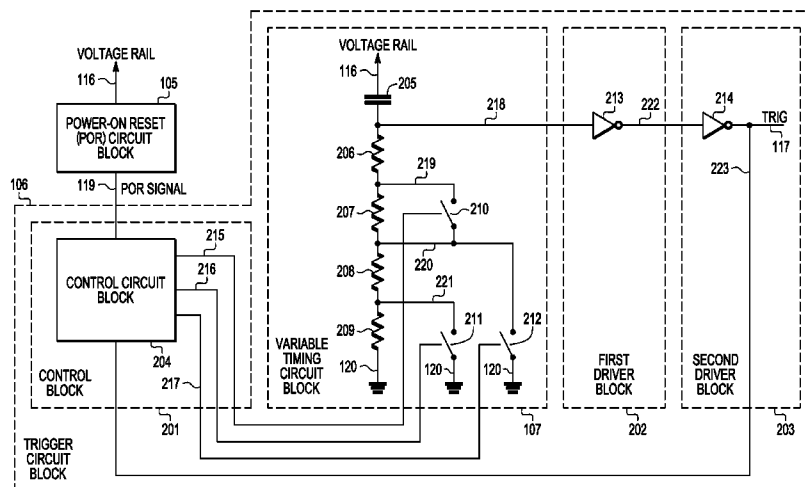 VOLTAGE RAIL
116
105
POWER-ON RESET
(POR) CIRCUIT
BLOCK
119
POR SIGNAL
106
215
216
CONTROL CIRCUIT
BLOCK
204
217
CONTROL
BLOCK
201
TRIGGER
CIRCUIT
BLOCK
VOLTAGE RAIL
116
205
218
206
219
207
210
220
208
221
209
211
212
120
120
120
VARIABLE
TIMING
CIRCUIT
BLOCK
107
213
222
FIRST
DRIVER
BLOCK
202
214
TRIG
117
223
SECOND
DRIVER
BLOCK
203